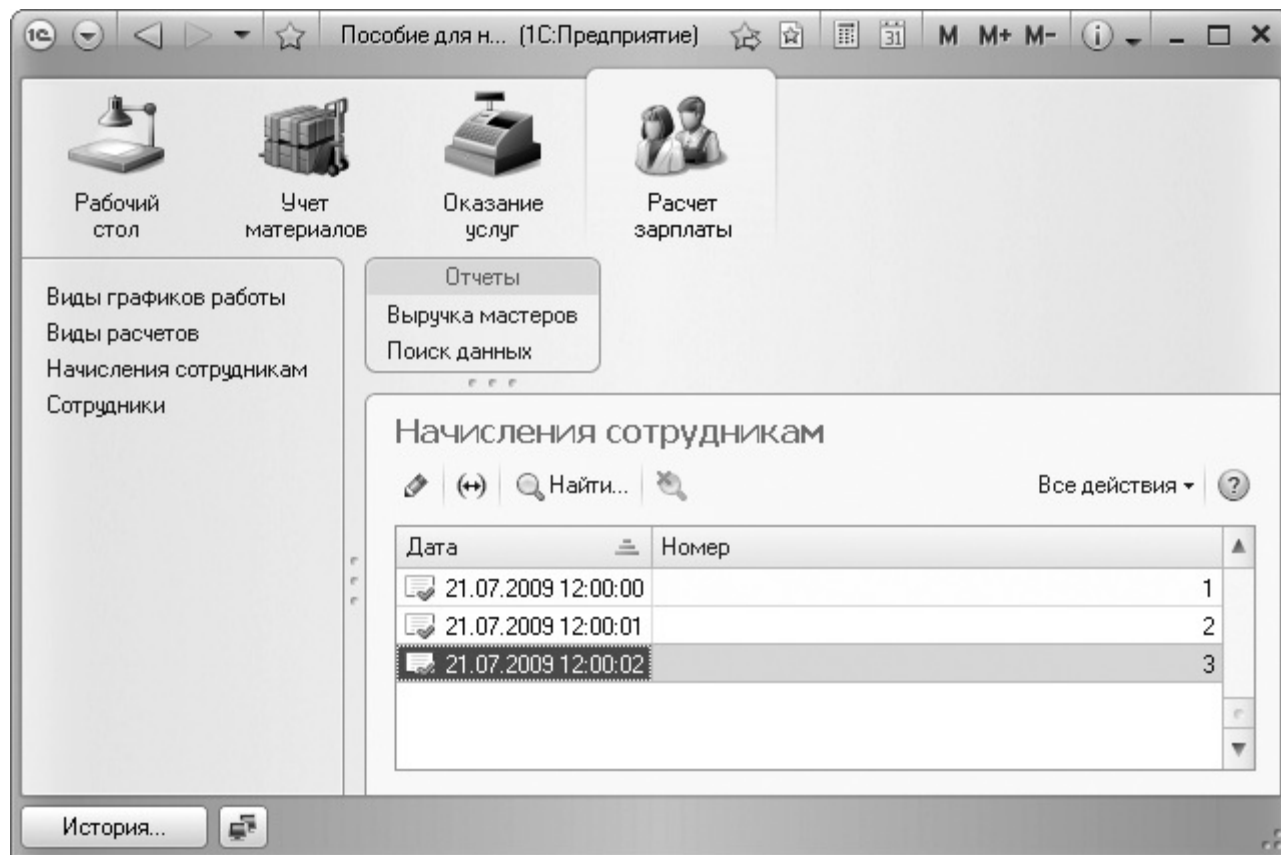 1С Пособие для н... (1С:Предприятие) 31 M M+ M-
Рабочий
стол
Учет
материалов
Оказание
услуг
Расчет
зарплаты
Виды графиков работы
Виды расчетов
Начисления сотрудникам
Сотрудники
Отчеты
Выручка мастеров
Поиск данных
Начисления сотрудникам
Найти... Все действия ?
Дата Номер
21.07.2009 12:00:00 1
21.07.2009 12:00:01 2
21.07.2009 12:00:02 3
История...